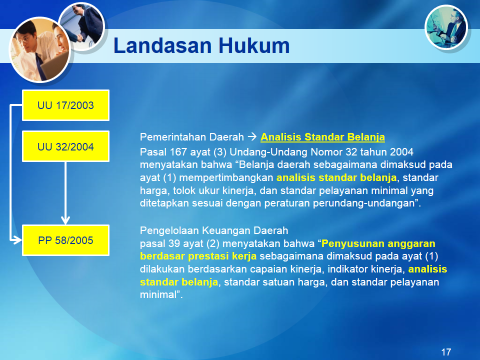 Landasan Hukum
UU 17/2003
UU 32/2004
Pemerintahan Daerah → Analisis Standar Belanja
Pasal 167 ayat (3) Undang-Undang Nomor 32 tahun 2004
menyatakan bahwa "Belanja daerah sebagaimana dimaksud pada
ayat (1) mempertimbangkan analisis standar belanja, standar
harga, tolok ukur kinerja, dan standar pelayanan minimal yang
ditetapkan sesuai dengan peraturan perundang-undangan".
PP 58/2005
Pengelolaan Keuangan Daerah
pasal 39 ayat (2) menyatakan bahwa "Penyusunan anggaran
berdasar prestasi kerja sebagaimana dimaksud pada ayat (1)
dilakukan berdasarkan capaian kinerja, indikator kinerja, analisis
standar belanja, standar satuan harga, dan standar pelayanan
minimal".
17